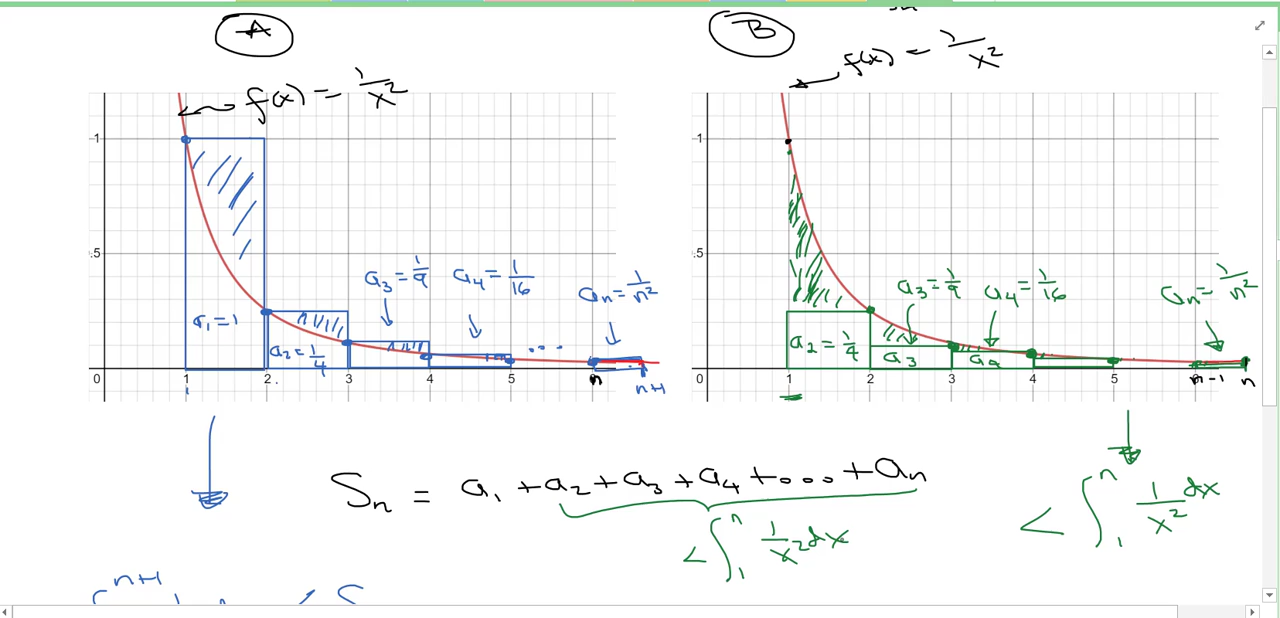 A
f(x) = 1/x²
1
.5
a₁=1
a₂=1/4
a₃=1/9
a₄=1/16
...
aₙ=1/n²
0 1 2 3 4 5 n n+1
B
f(x) = 1/x²
1
.5
a₂=1/4
a₃=1/9
a₄=1/16
aₙ=1/n²
a₃
a₄
0 1 2 3 4 5 n-1 n
Sₙ = a₁ + a₂ + a₃ + a₄ + ... + aₙ
< ∫₁ⁿ 1/x² dx
< ∫₁ⁿ 1/x² dx
n+1
< S